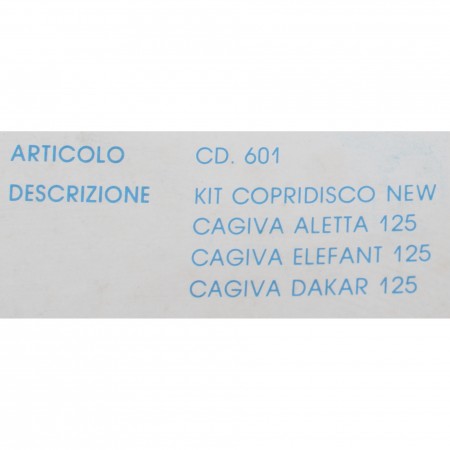 ARTICOLO CD. 601
DESCRIZIONE KIT COPRIDISCO NEW
CAGIVA ALETTA 125
CAGIVA ELEFANT 125
CAGIVA DAKAR 125